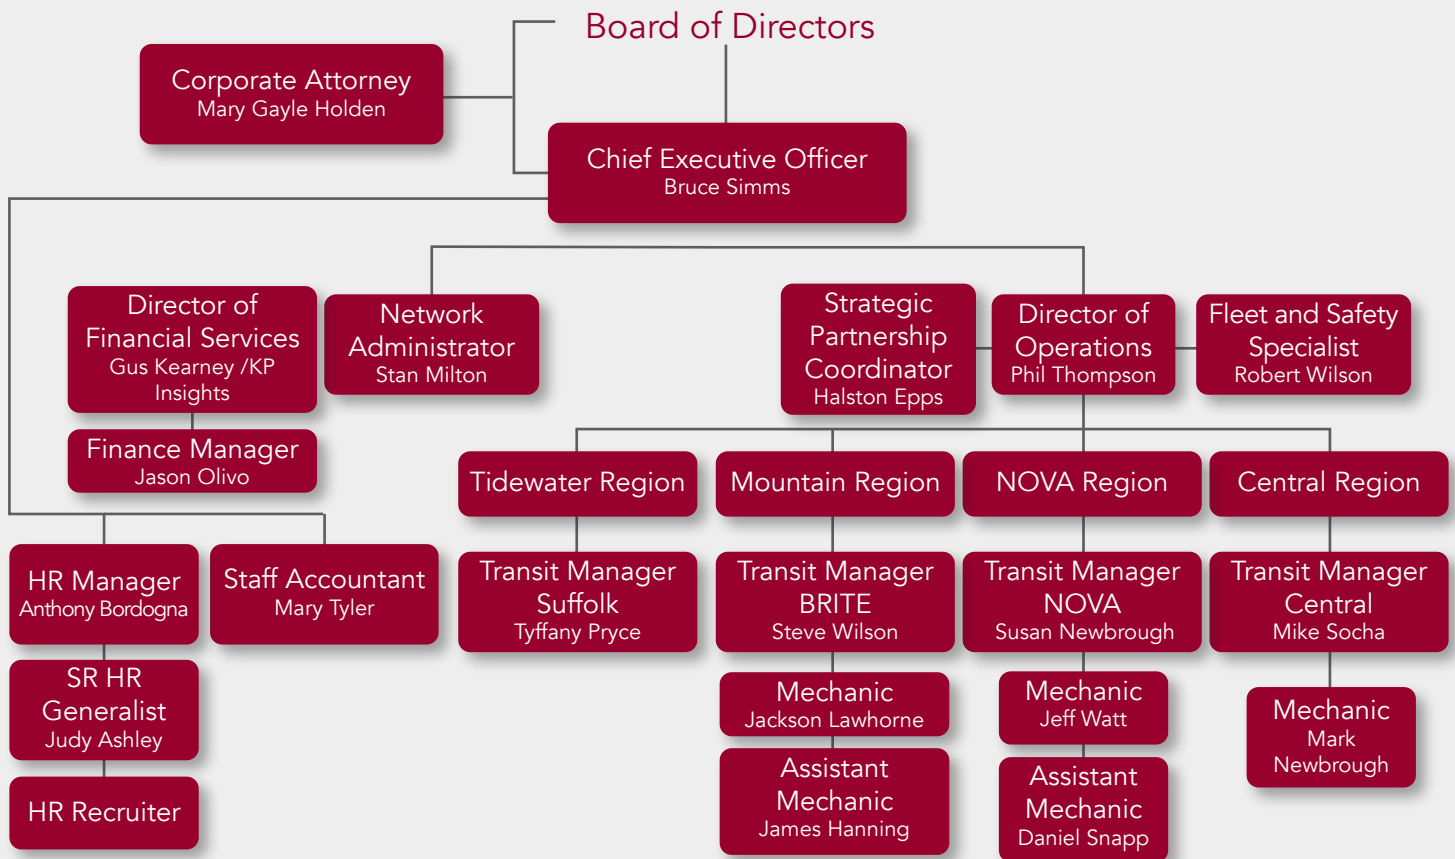 Board of Directors
Corporate Attorney
Mary Gayle Holden
Chief Executive Officer
Bruce Simms
Director of
Financial Services
Gus Kearney /KP
Insights
Network
Administrator
Stan Milton
Strategic
Partnership
Coordinator
Halston Epps
Director of
Operations
Phil Thompson
Fleet and Safety
Specialist
Robert Wilson
Finance Manager
Jason Olivo
Tidewater Region
Mountain Region
NOVA Region
Central Region
HR Manager
Anthony Bordogna
Staff Accountant
Mary Tyler
Transit Manager
Suffolk
Tyffany Pryce
Transit Manager
BRITE
Steve Wilson
Transit Manager
NOVA
Susan Newbrough
Transit Manager
Central
Mike Socha
SR HR
Generalist
Judy Ashley
Mechanic
Jackson Lawhorne
Mechanic
Jeff Watt
Mechanic
Mark
Newbrough
HR Recruiter
Assistant
Mechanic
James Hanning
Assistant
Mechanic
Daniel Snapp